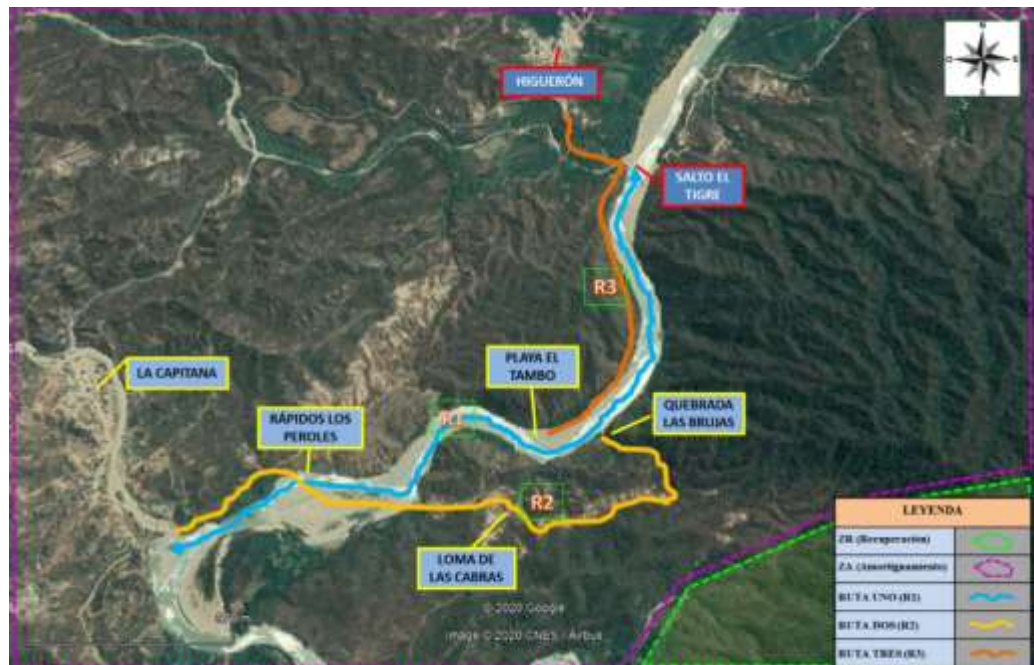 N
HIGUERÓN
SALTO EL
TIGRE
R3
PLAYA EL
TAMBO
LA CAPITANA
QUEBRADA
LAS BRUJAS
RÁPIDOS LOS
PEROLES
R1
R2
LOMA DE
LAS CABRAS
LEYENDA
ZR (Recuperación)
ZA (Amortiguamiento)
RUTA UNO (R1)
RUTA DOS (R2)
RUTA TRES (R3)
© 2020 Google
Image © 2020 CNES / Airbus